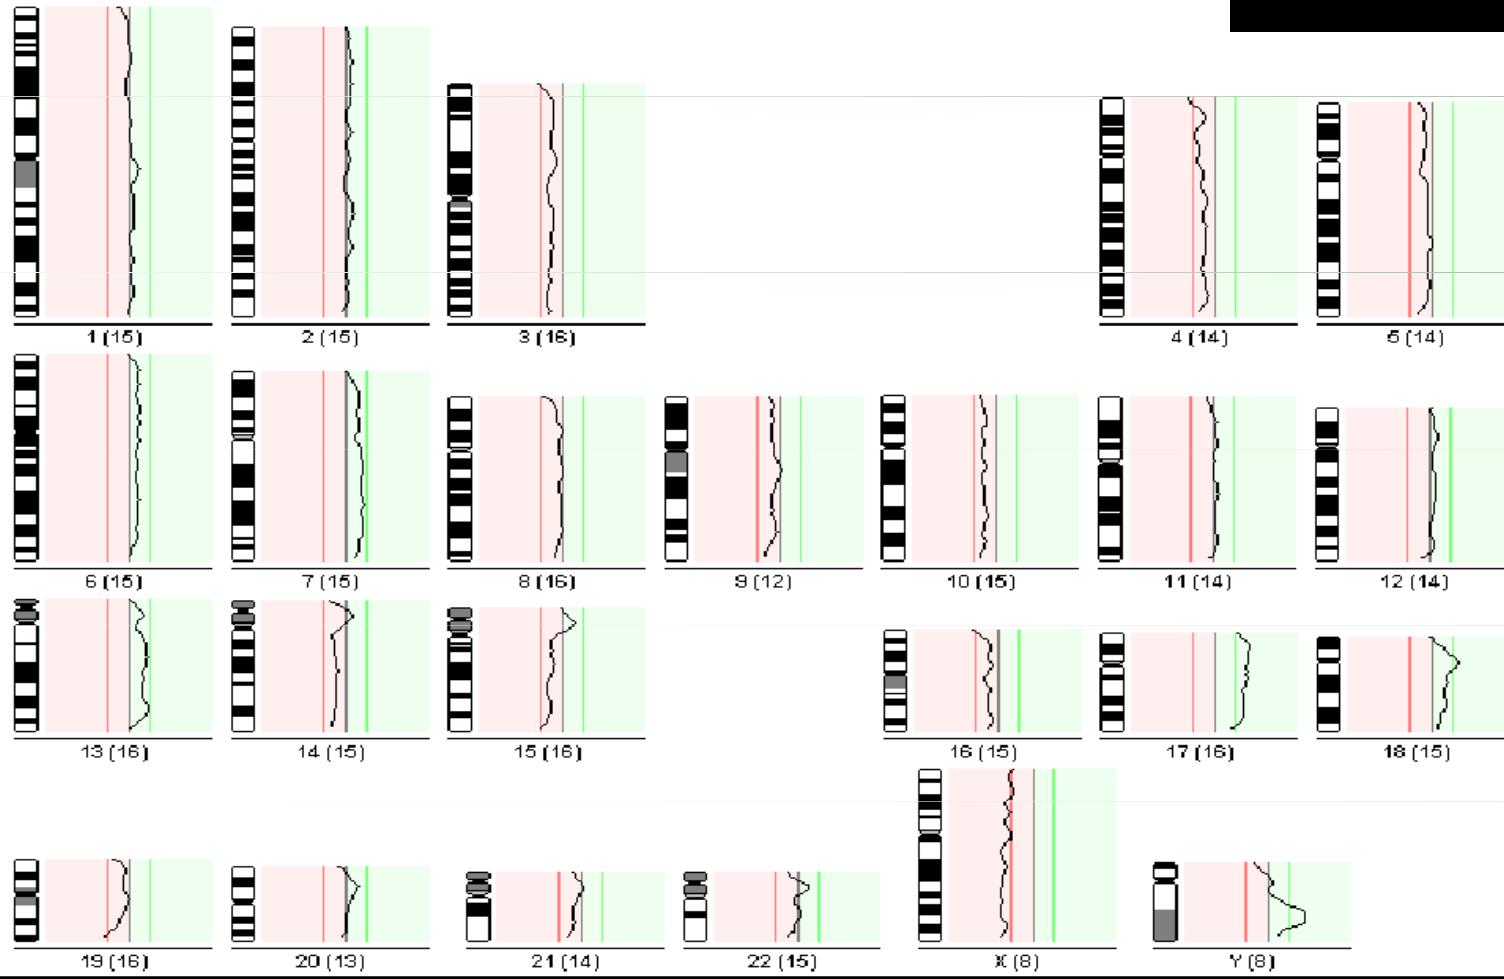 1 (15) 2 (15) 3 (16) 4 (14) 5 (14)
6 (15) 7 (15) 8 (16) 9 (12) 10 (15) 11 (14) 12 (14)
13 (16) 14 (15) 15 (16) 16 (15) 17 (16) 18 (15)
19 (16) 20 (13) 21 (14) 22 (15) X (8) Y (8)